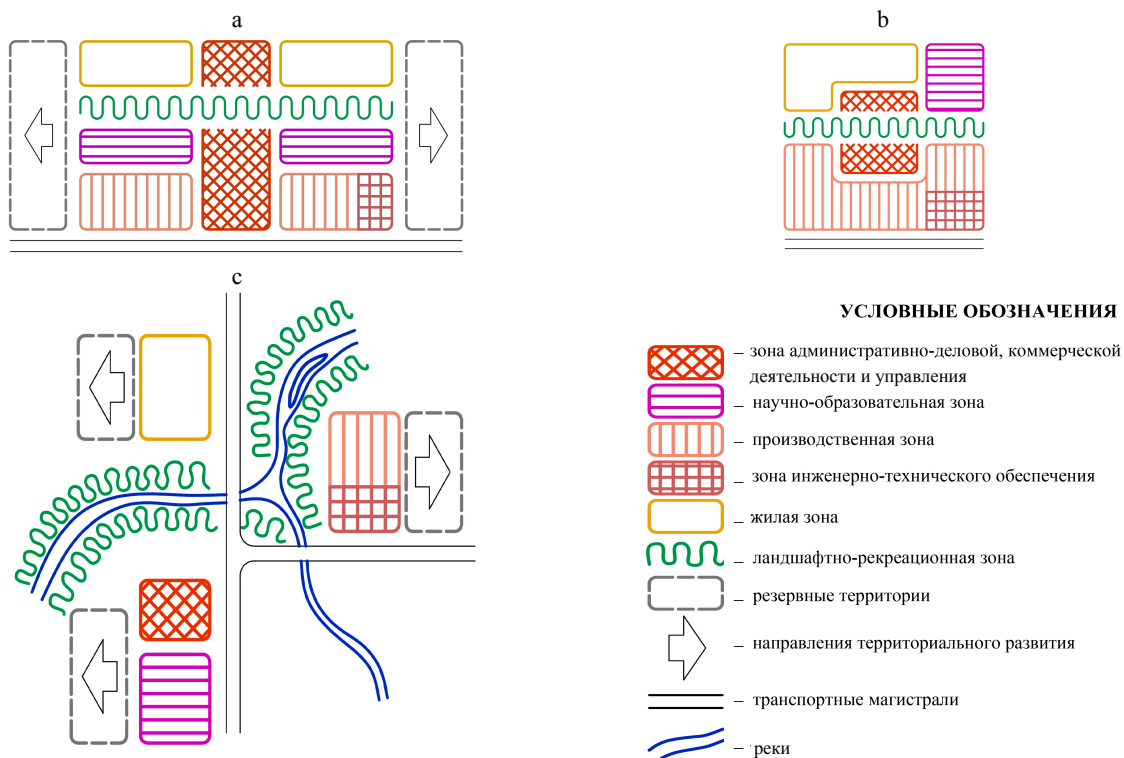 a
b
c
УСЛОВНЫЕ ОБОЗНАЧЕНИЯ
– зона административно-деловой, коммерческой
деятельности и управления
– научно-образовательная зона
– производственная зона
– зона инженерно-технического обеспечения
– жилая зона
– ландшафтно-рекреационная зона
– резервные территории
– направления территориального развития
– транспортные магистрали
– реки